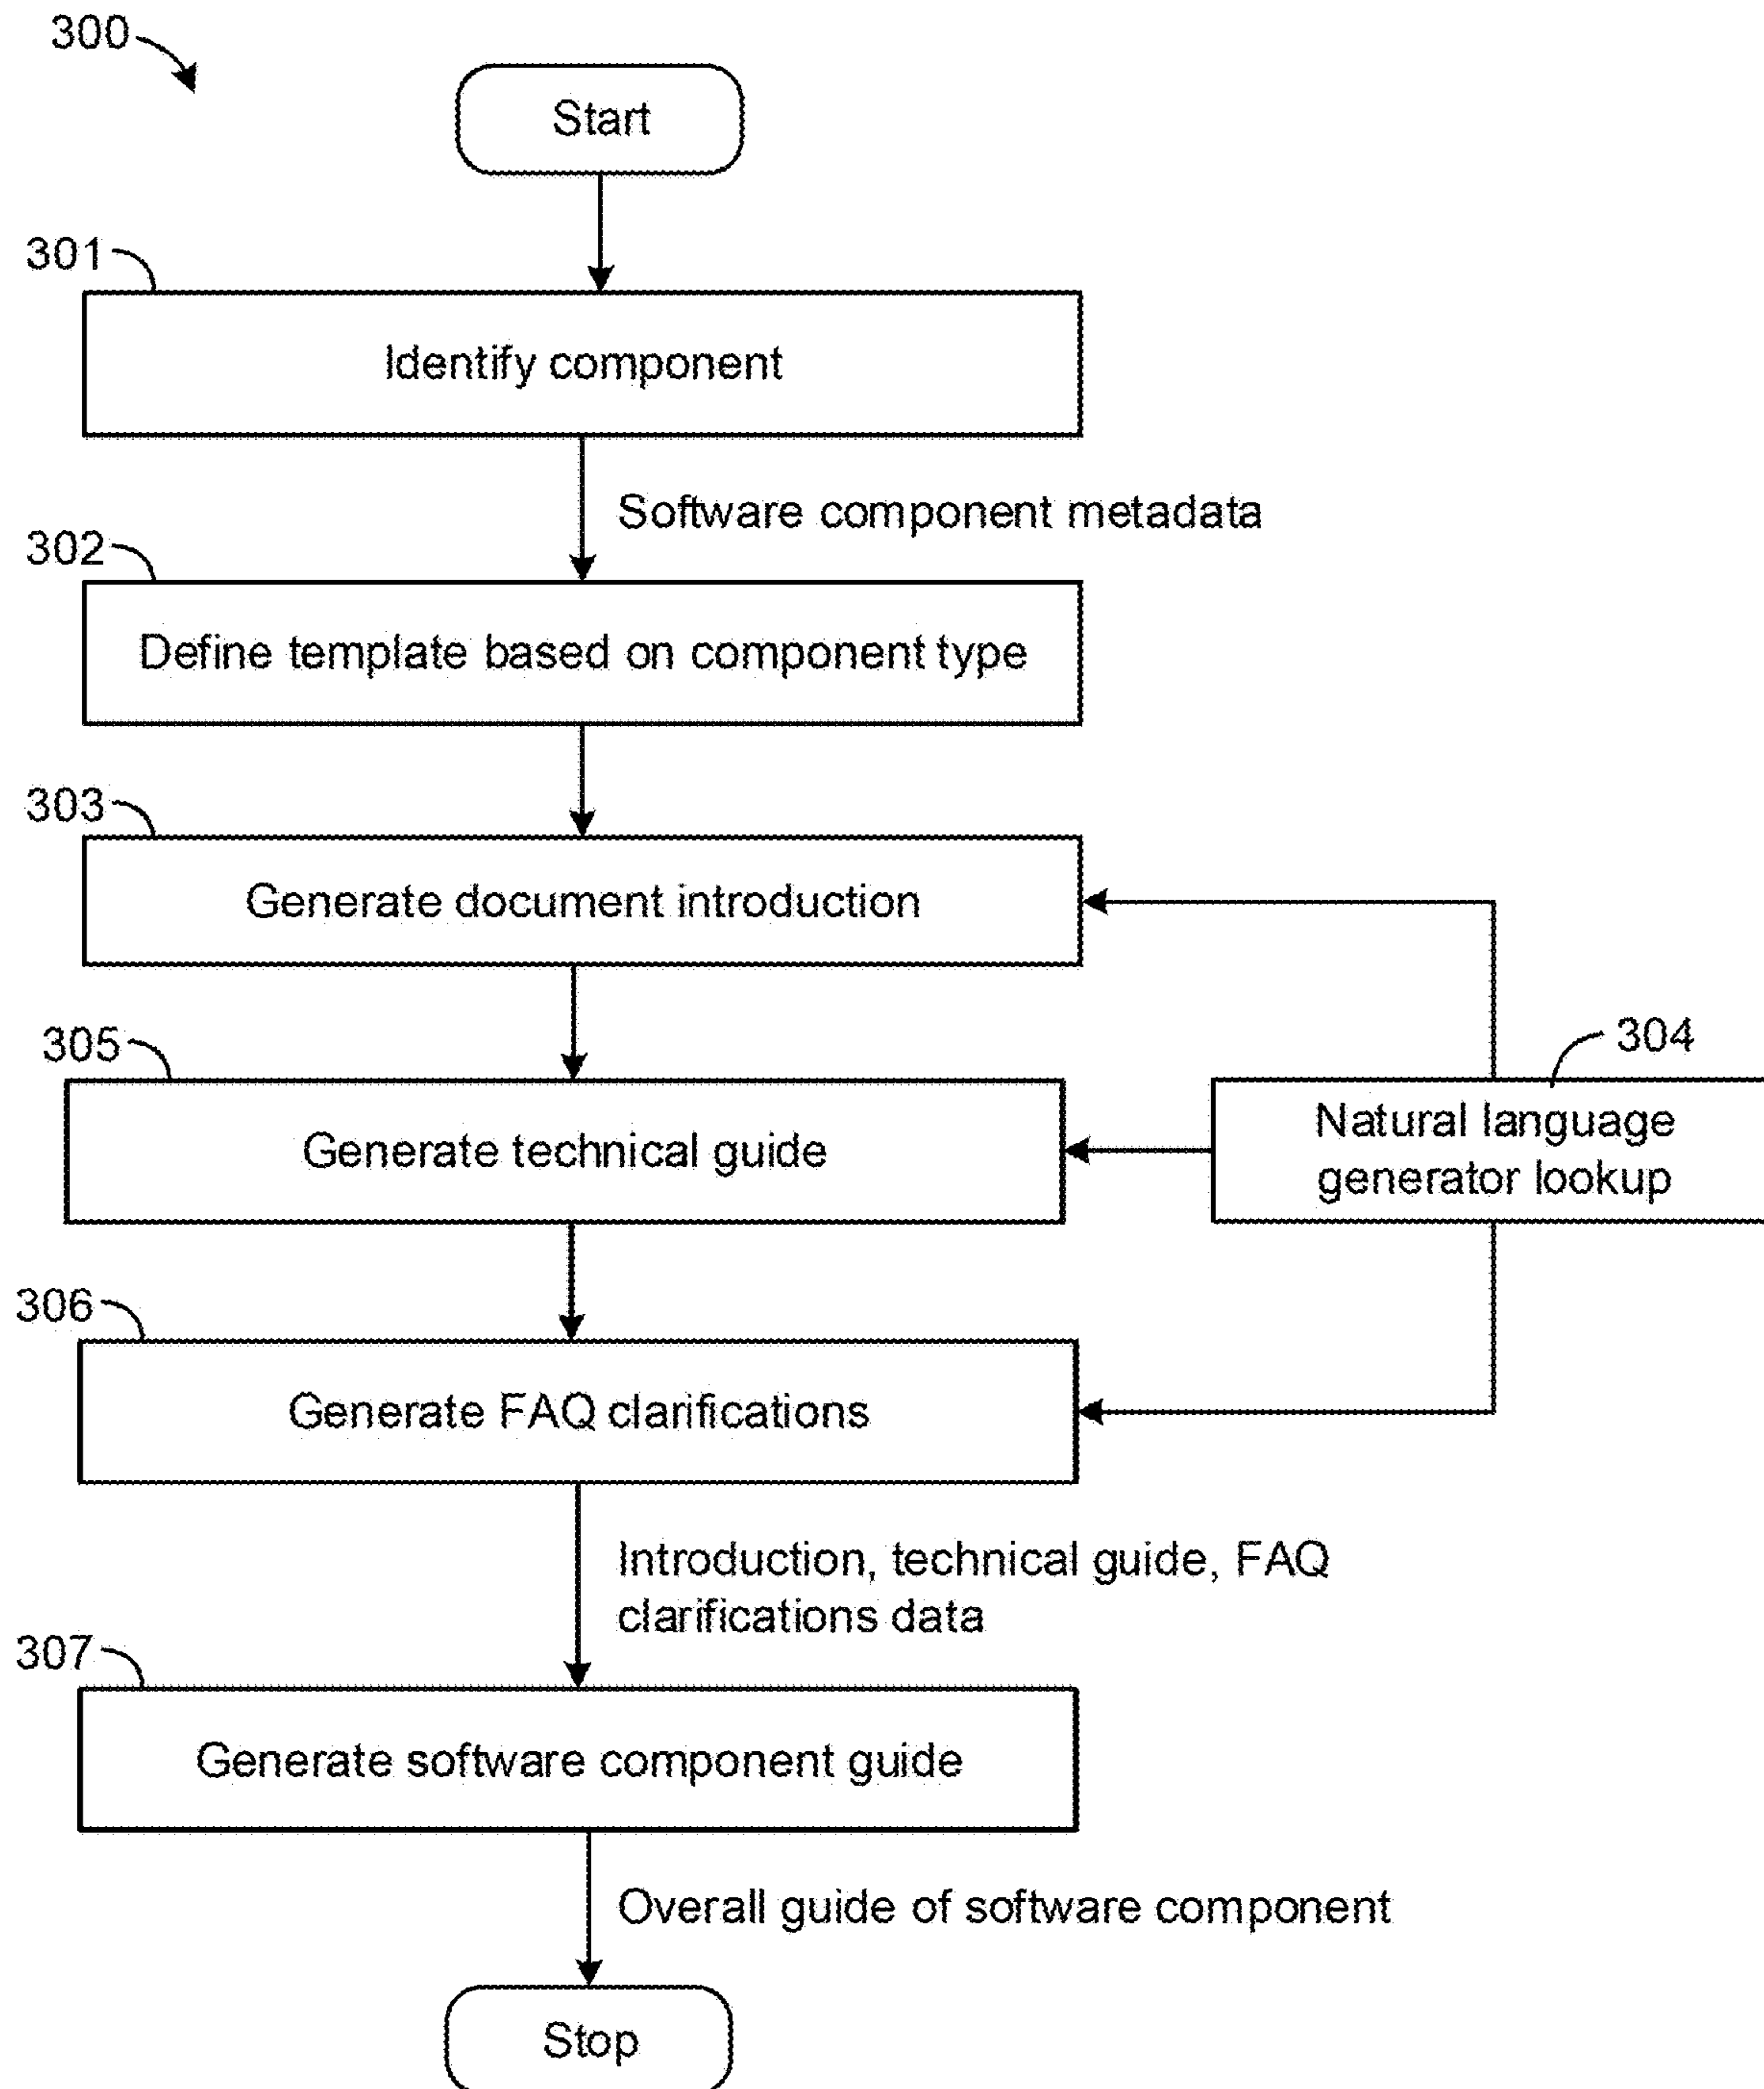 300
Start
301
Identify component
Software component metadata
302
Define template based on component type
303
Generate document introduction
305
Generate technical guide
304
Natural language
generator lookup
306
Generate FAQ clarifications
Introduction, technical guide, FAQ
clarifications data
307
Generate software component guide
Overall guide of software component
Stop